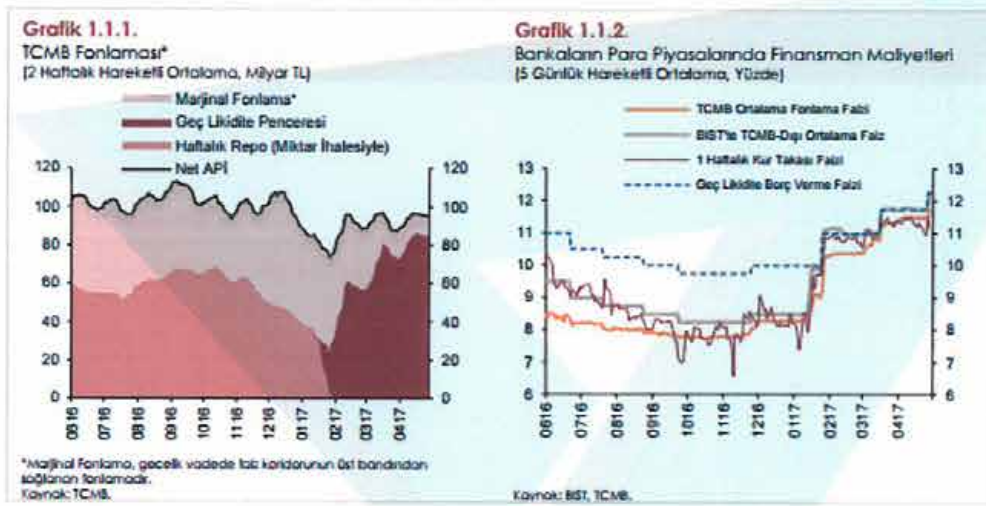 Grafik 1.1.1.
TCMB Fonlaması*
(2 Haftalık Hareketli Ortalama, Milyar TL)
Marjinal Fonlama*
Geç Likidite Penceresi
Haftalık Repo (Miktar İhalesiyle)
Net APİ
120 120
100 100
80 80
60 60
40 40
20 20
0 0
0616 0716 0816 0916 1016 1116 1216 0117 0217 0317 0417
*Marjinal Fonlama, gecelik vadede faiz koridorunun üst bandından
sağlanan fonlamadır.
Kaynak: TCMB.
Grafik 1.1.2.
Bankaların Para Piyasalarında Finansman Maliyetleri
(5 Günlük Hareketli Ortalama, Yüzde)
TCMB Ortalama Fonlama Faizi
BIST'te TCMB-Dışı Ortalama Faiz
1 Haftalık Kur Takası Faizi
Geç Likidite Borç Verme Faizi
13 13
12 12
11 11
10 10
9 9
8 8
7 7
6 6
0616 0716 0816 0916 1016 1116 1216 0117 0217 0317 0417
Kaynak: BIST, TCMB.